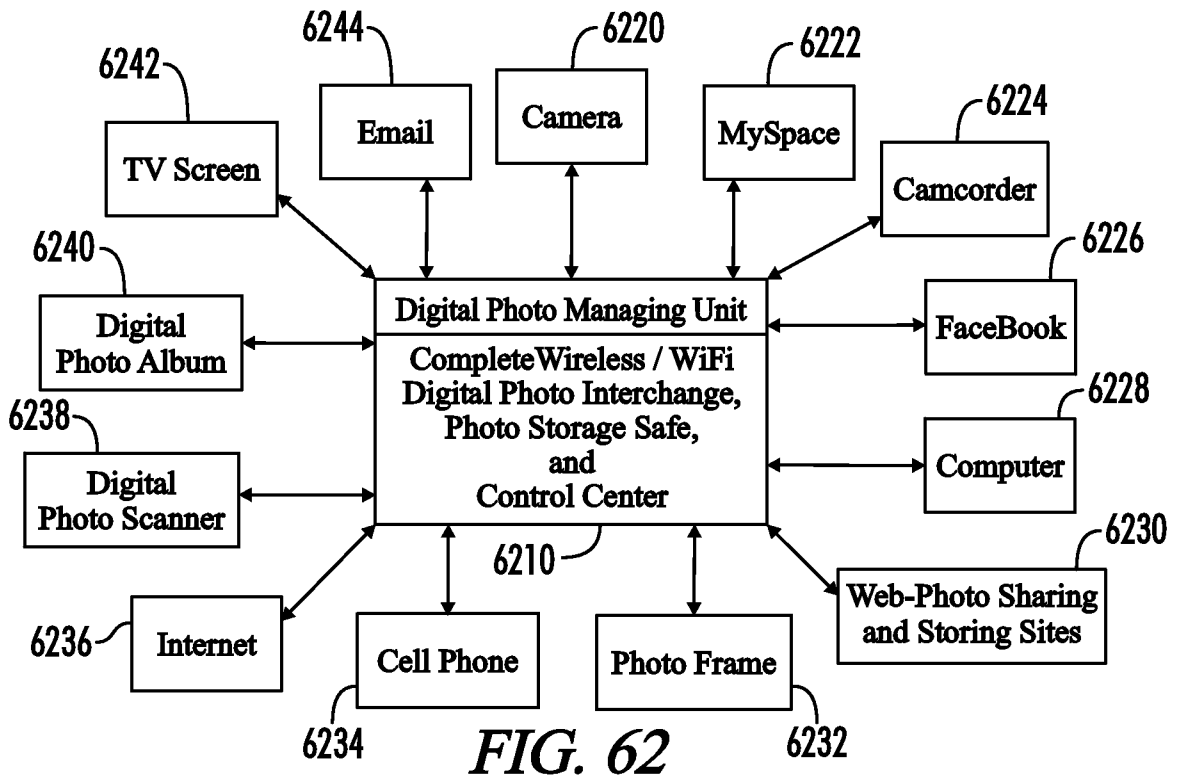 6244
6220
6222
6242
6224
Email
Camera
MySpace
TV Screen
Camcorder
6240
6226
Digital
Photo Album
Digital Photo Managing Unit
FaceBook
CompleteWireless / WiFi
Digital Photo Interchange,
Photo Storage Safe,
and
Control Center
6238
6228
Digital
Photo Scanner
Computer
6210
6230
6236
Internet
Cell Phone
Photo Frame
Web-Photo Sharing
and Storing Sites
6234
6232
FIG. 62